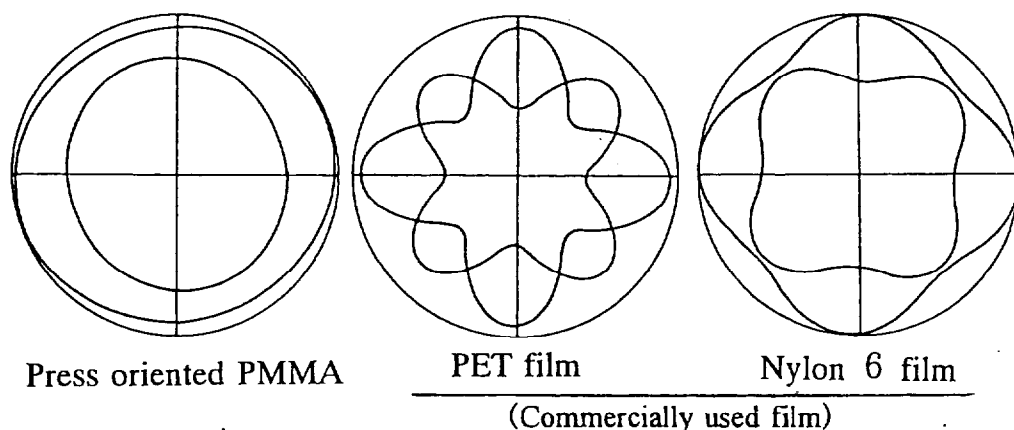 Press oriented PMMA
PET film
Nylon 6 film
(Commercially used film)